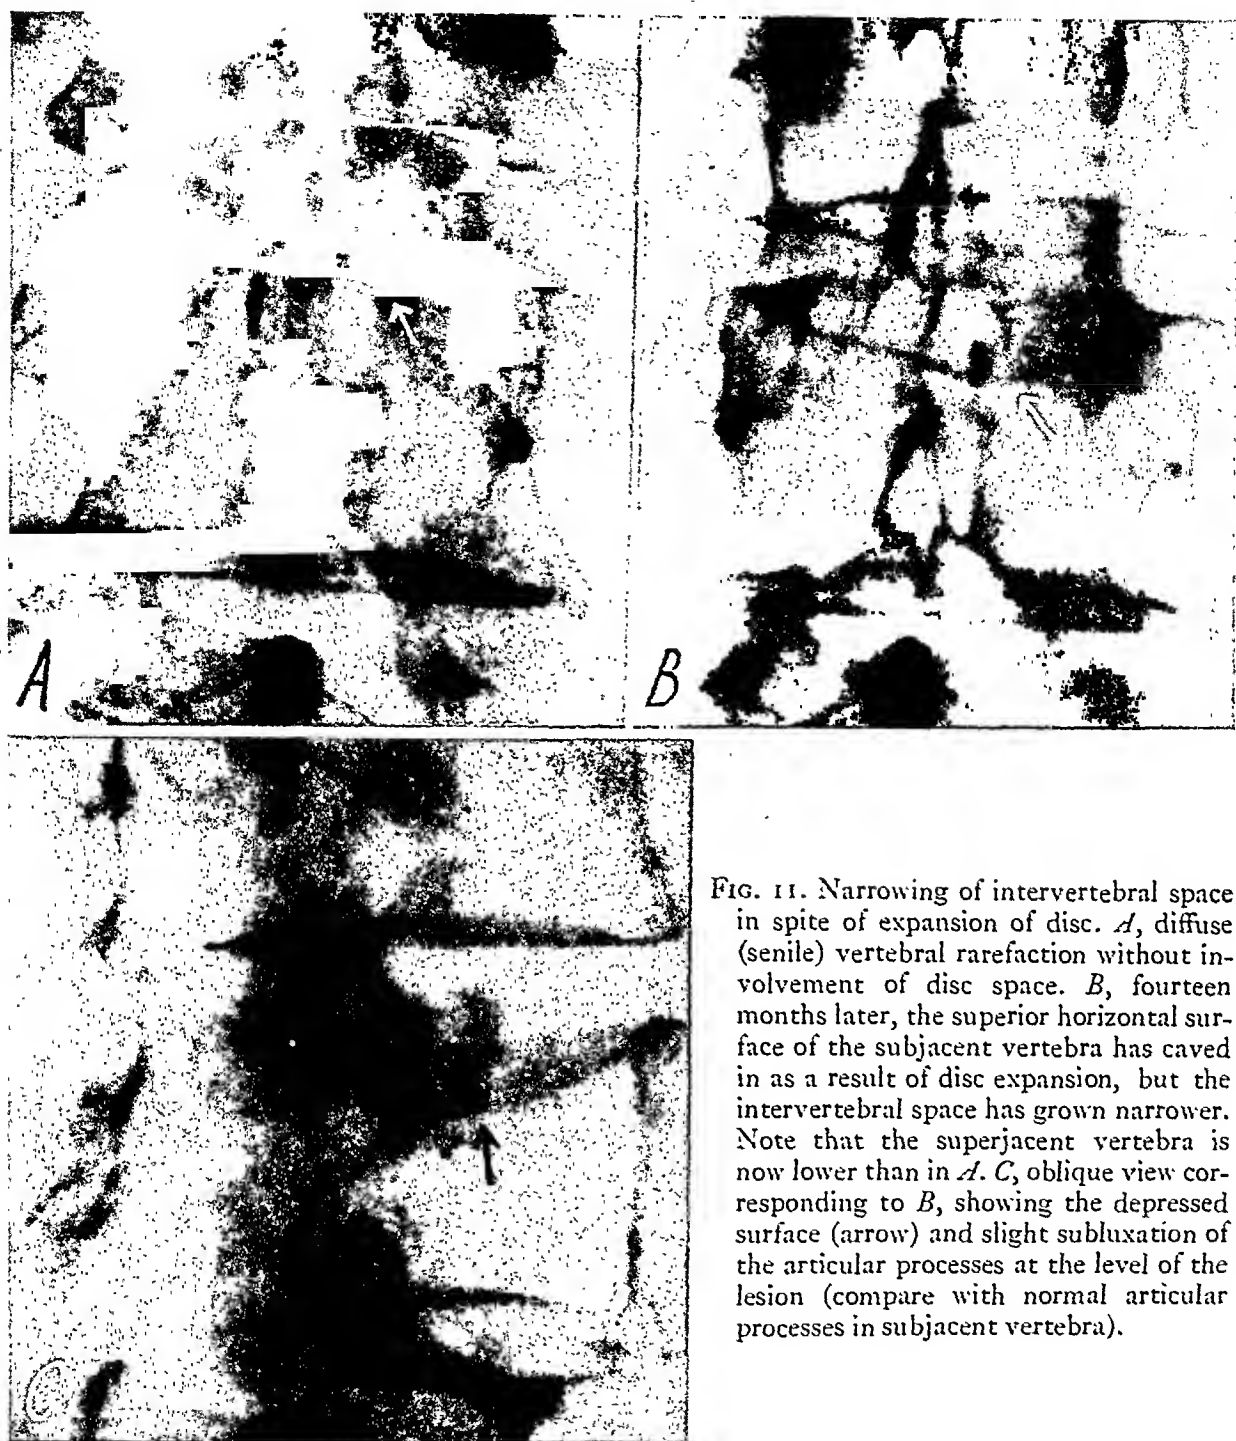 A
B
C
FIG. 11. Narrowing of intervertebral space
in spite of expansion of disc. A, diffuse
(senile) vertebral rarefaction without in-
volvement of disc space. B, fourteen
months later, the superior horizontal sur-
face of the subjacent vertebra has caved
in as a result of disc expansion, but the
intervertebral space has grown narrower.
Note that the superjacent vertebra is
now lower than in A. C, oblique view cor-
responding to B, showing the depressed
surface (arrow) and slight subluxation of
the articular processes at the level of the
lesion (compare with normal articular
processes in subjacent vertebra).